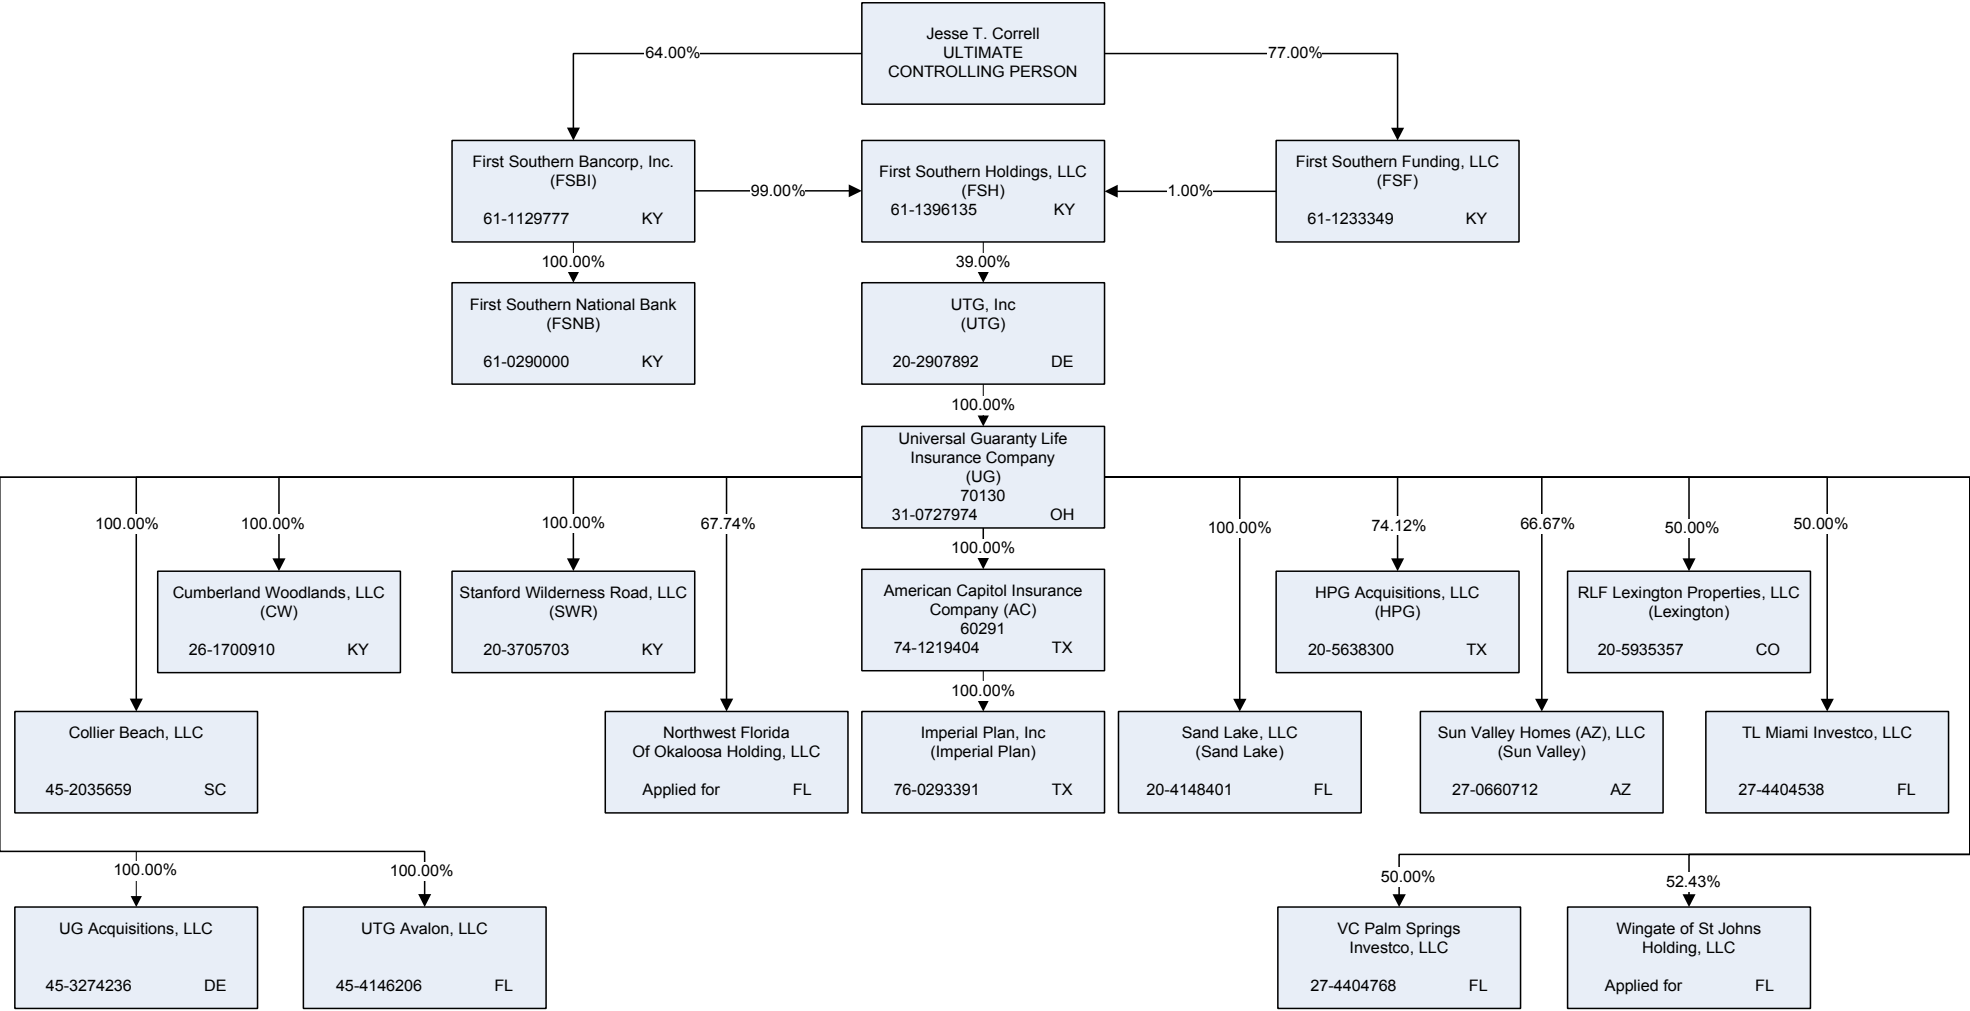 Jesse T. Correll
ULTIMATE
CONTROLLING PERSON
64.00%
77.00%
First Southern Bancorp, Inc.
(FSBI)
61-1129777 KY
99.00%
First Southern Holdings, LLC
(FSH)
61-1396135 KY
1.00%
First Southern Funding, LLC
(FSF)
61-1233349 KY
100.00%
39.00%
First Southern National Bank
(FSNB)
61-0290000 KY
UTG, Inc
(UTG)
20-2907892 DE
100.00%
Universal Guaranty Life
Insurance Company
(UG)
70130
31-0727974 OH
100.00%
100.00%
100.00%
67.74%
100.00%
100.00%
74.12%
66.67%
50.00%
50.00%
Cumberland Woodlands, LLC
(CW)
26-1700910 KY
Stanford Wilderness Road, LLC
(SWR)
20-3705703 KY
American Capitol Insurance
Company (AC)
60291
74-1219404 TX
HPG Acquisitions, LLC
(HPG)
20-5638300 TX
RLF Lexington Properties, LLC
(Lexington)
20-5935357 CO
100.00%
Collier Beach, LLC
45-2035659 SC
Northwest Florida
Of Okaloosa Holding, LLC
Applied for FL
Imperial Plan, Inc
(Imperial Plan)
76-0293391 TX
Sand Lake, LLC
(Sand Lake)
20-4148401 FL
Sun Valley Homes (AZ), LLC
(Sun Valley)
27-0660712 AZ
TL Miami Investco, LLC
27-4404538 FL
100.00%
100.00%
50.00%
52.43%
UG Acquisitions, LLC
45-3274236 DE
UTG Avalon, LLC
45-4146206 FL
VC Palm Springs
Investco, LLC
27-4404768 FL
Wingate of St Johns
Holding, LLC
Applied for FL